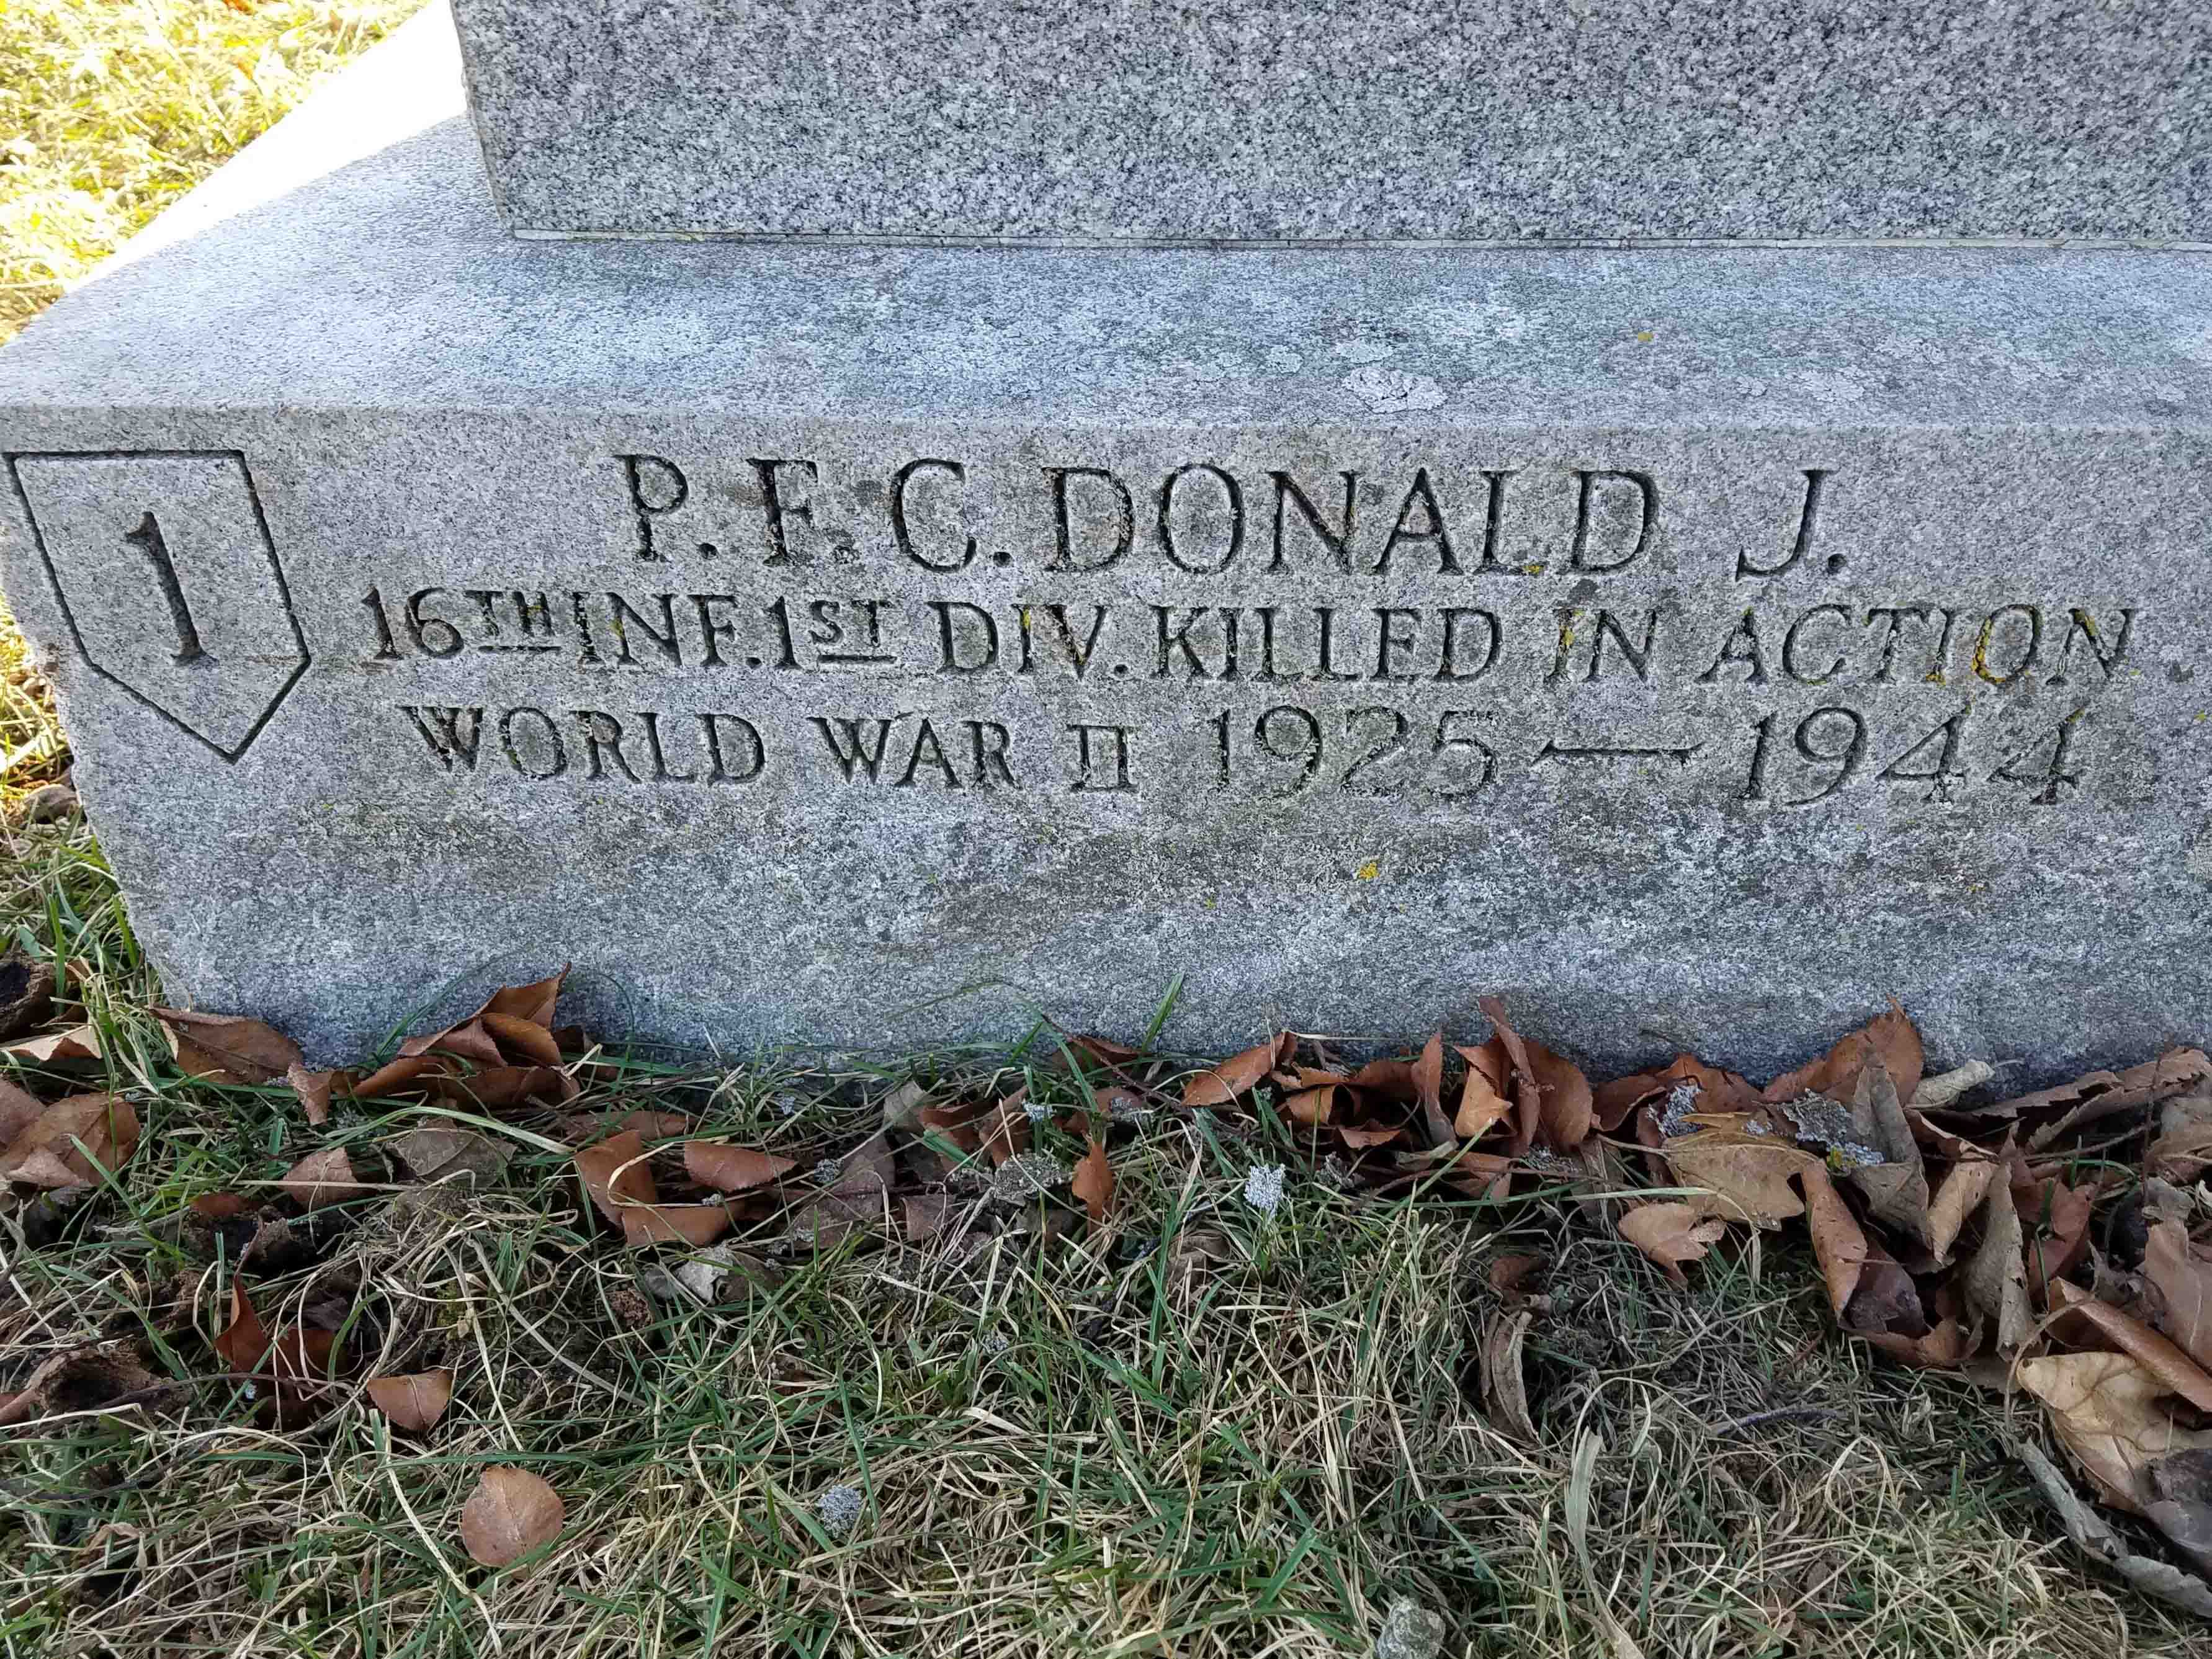 1
P.F.C. DONALD J.
16TH INF. 1ST DIV. KILLED IN ACTION
WORLD WAR II 1925 — 1944